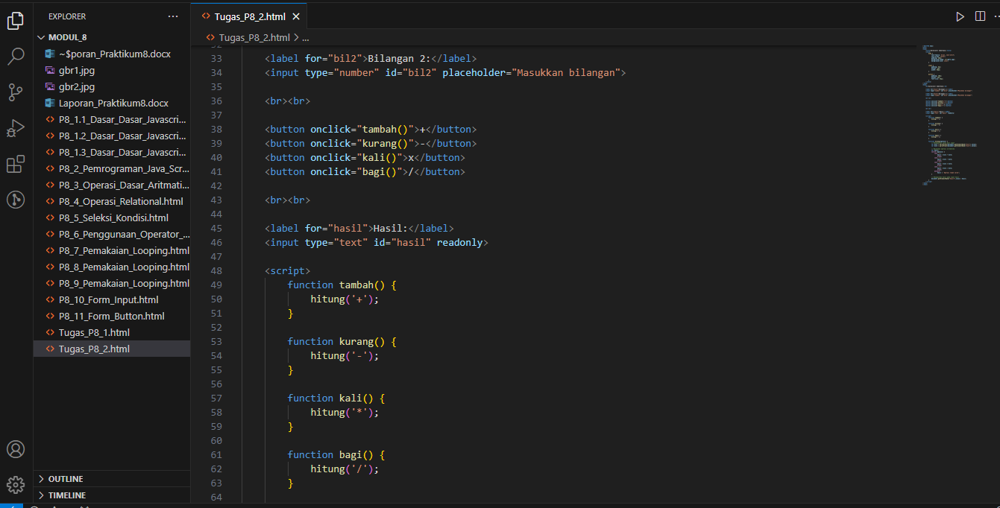 EXPLORER
MODUL_8
~$poran_Praktikum8.docx
gbr1.jpg
gbr2.jpg
Laporan_Praktikum8.docx
P8_1.1_Dasar_Dasar_Javascri...
P8_1.2_Dasar_Dasar_Javascri...
P8_1.3_Dasar_Dasar_Javascri...
P8_2_Pemrograman_Java_Scr...
P8_3_Operasi_Dasar_Aritmati...
P8_4_Operasi_Relational.html
P8_5_Seleksi_Kondisi.html
P8_6_Penggunaan_Operator_...
P8_7_Pemakaian_Looping.html
P8_8_Pemakaian_Looping.html
P8_9_Pemakaian_Looping.html
P8_10_Form_Input.html
P8_11_Form_Button.html
Tugas_P8_1.html
Tugas_P8_2.html
OUTLINE
TIMELINE
Tugas_P8_2.html
Tugas_P8_2.html > ...
32
33 <label for="bil2">Bilangan 2:</label>
34 <input type="number" id="bil2" placeholder="Masukkan bilangan">
35
36 <br><br>
37
38 <button onclick="tambah()">+</button>
39 <button onclick="kurang()">-</button>
40 <button onclick="kali()">x</button>
41 <button onclick="bagi()">/</button>
42
43 <br><br>
44
45 <label for="hasil">Hasil:</label>
46 <input type="text" id="hasil" readonly>
47
48 <script>
49 function tambah() {
50 hitung('+');
51 }
52
53 function kurang() {
54 hitung('-');
55 }
56
57 function kali() {
58 hitung('*');
59 }
60
61 function bagi() {
62 hitung('/');
63 }
64